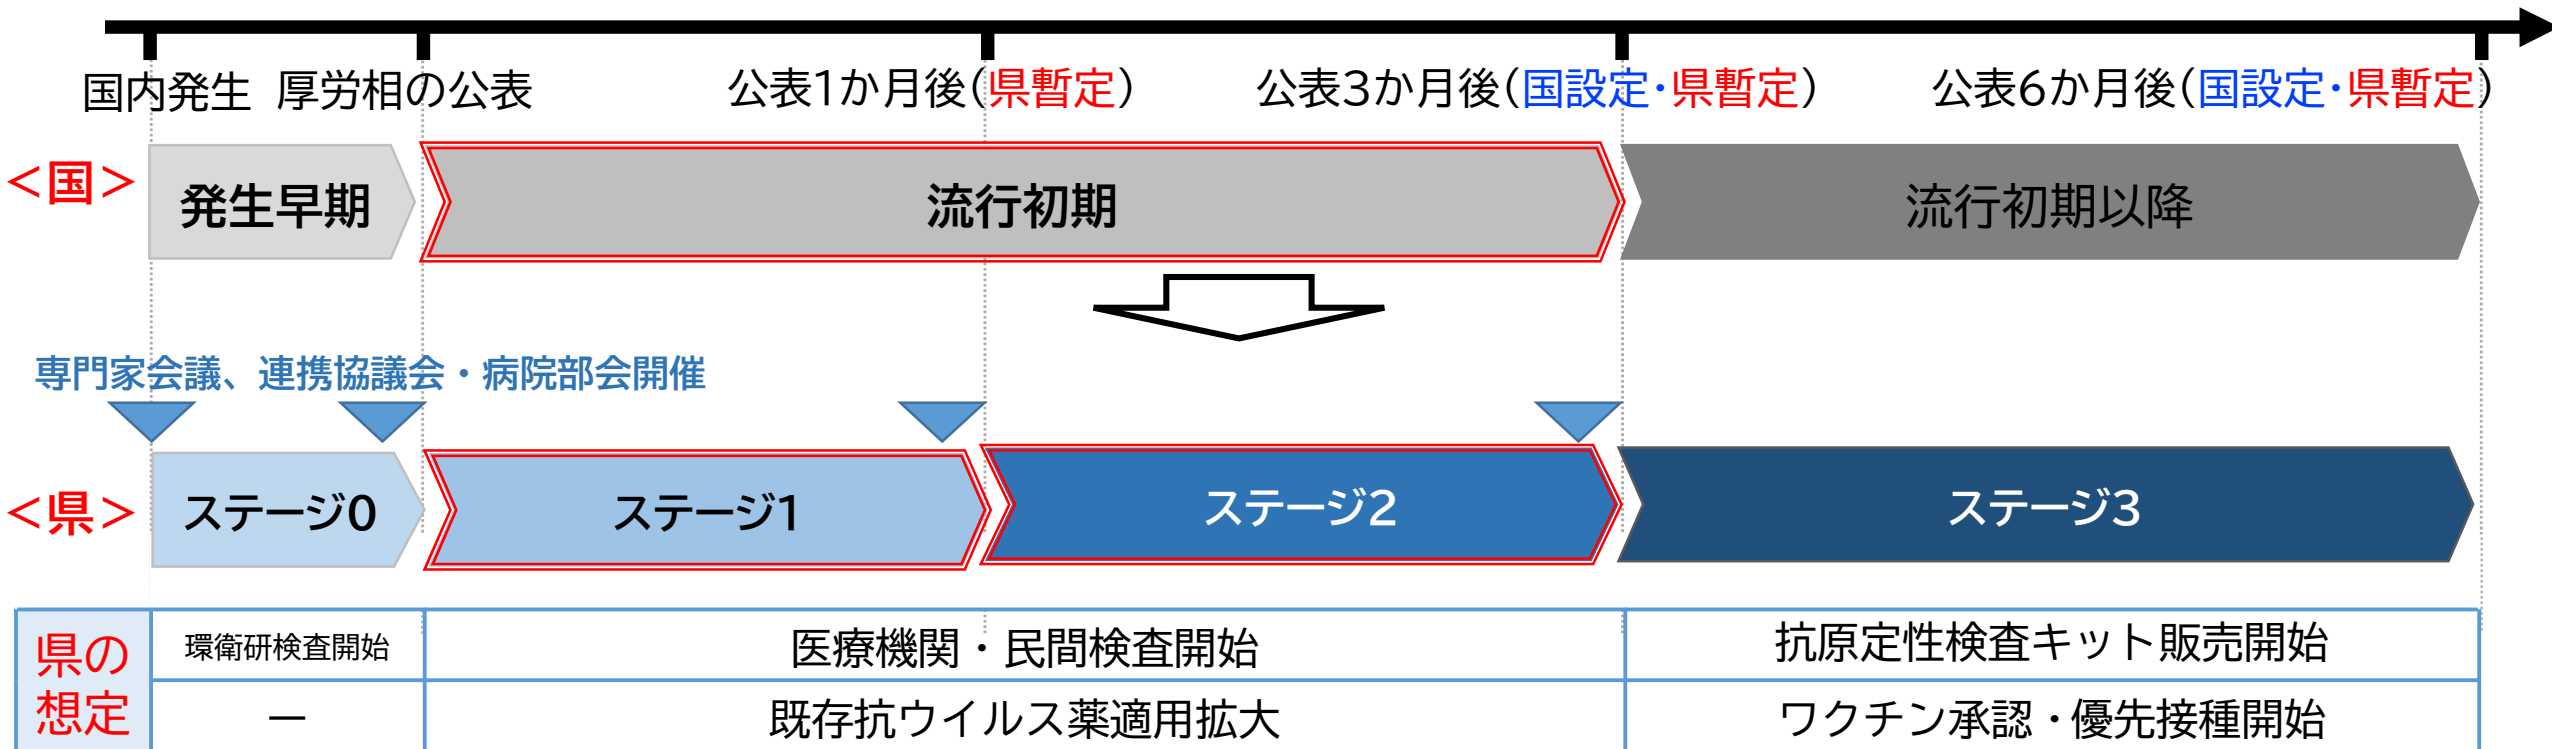 国内発生 厚労相の公表 公表1か月後(県暫定) 公表3か月後(国設定・県暫定) 公表6か月後(国設定・県暫定)
<国> 発生早期 流行初期 流行初期以降
専門家会議、連携協議会・病院部会開催
<県> ステージ0 ステージ1 ステージ2 ステージ3
県の
想定
環衛研検査開始 医療機関・民間検査開始 抗原定性検査キット販売開始
ー 既存抗ウイルス薬適用拡大 ワクチン承認・優先接種開始